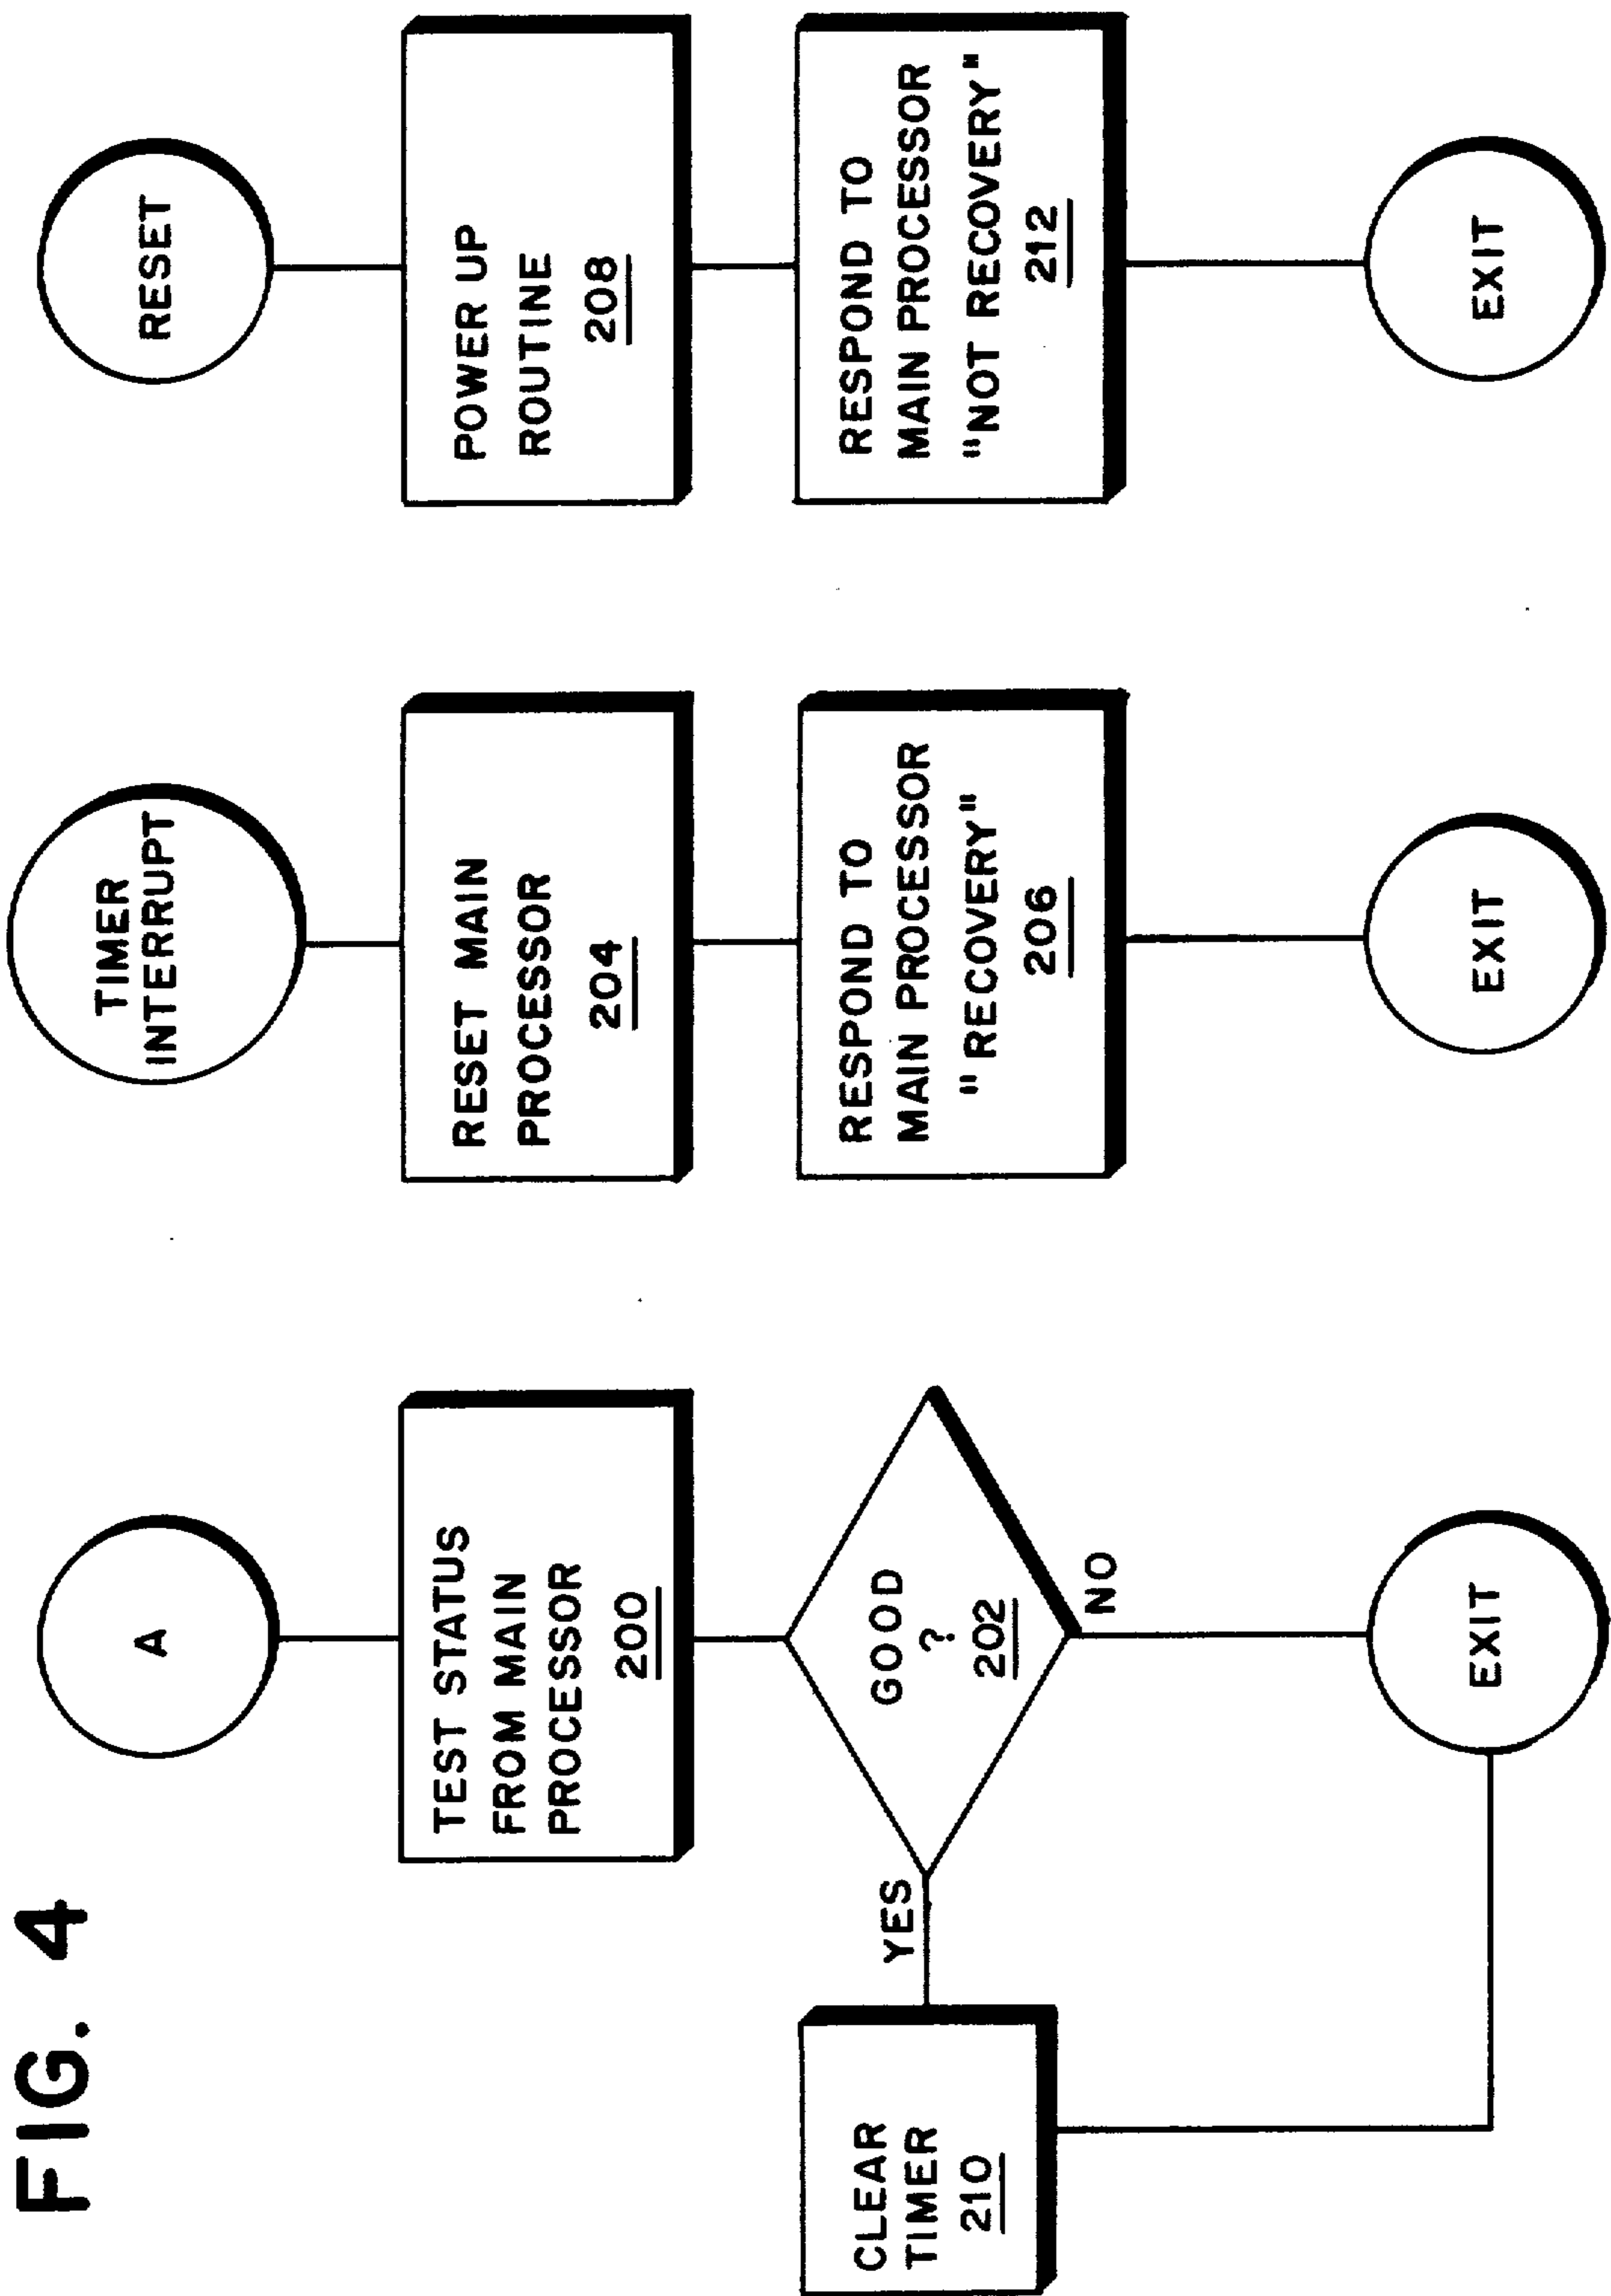 FIG. 4
A
TEST STATUS
FROM MAIN
PROCESSOR
200
GOOD
?
202
YES
NO
CLEAR
TIMER
210
EXIT
TIMER
INTERRUPT
RESET MAIN
PROCESSOR
204
RESPOND TO
MAIN PROCESSOR
"RECOVERY"
206
EXIT
RESET
POWER UP
ROUTINE
208
RESPOND TO
MAIN PROCESSOR
"NOT RECOVERY"
212
EXIT